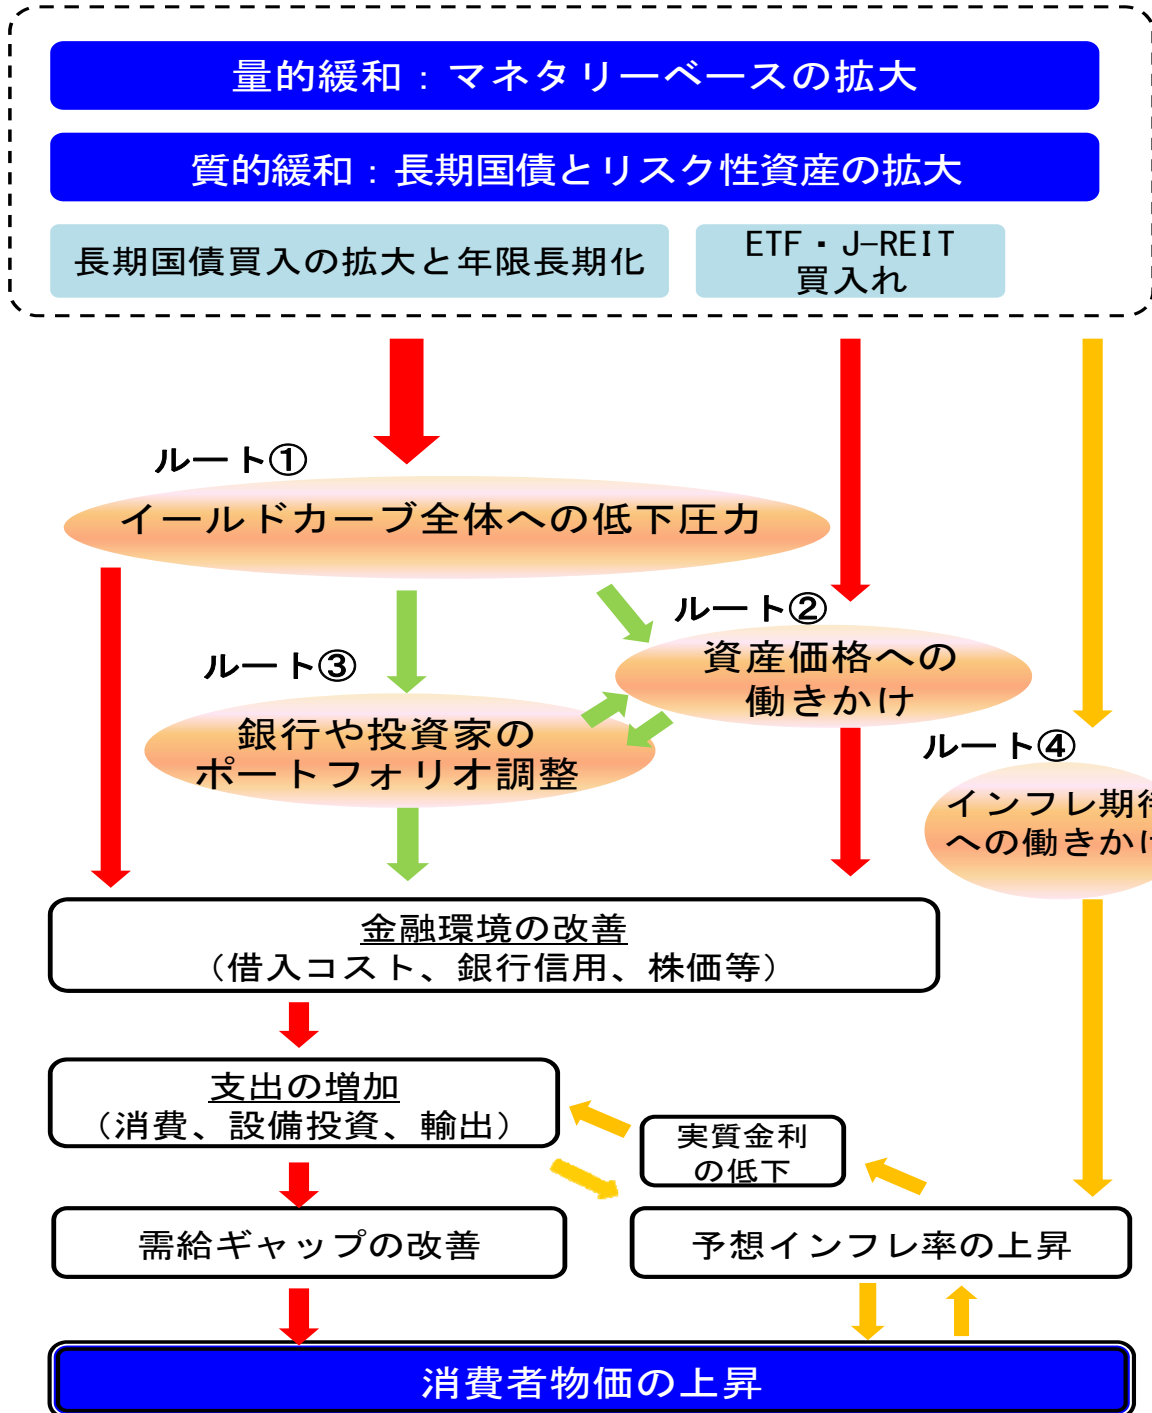 量的緩和：マネタリーベースの拡大
質的緩和：長期国債とリスク性資産の拡大
長期国債買入の拡大と年限長期化
ETF・J-REIT
買入れ
ルート①
イールドカーブ全体への低下圧力
ルート②
資産価格への
働きかけ
ルート③
銀行や投資家の
ポートフォリオ調整
ルート④
インフレ期待
への働きかけ
金融環境の改善
（借入コスト、銀行信用、株価等）
支出の増加
（消費、設備投資、輸出）
実質金利
の低下
需給ギャップの改善
予想インフレ率の上昇
消費者物価の上昇